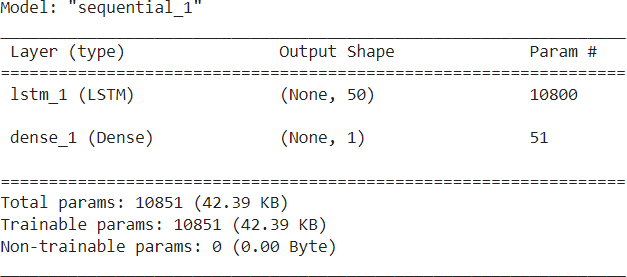 Model: "sequential_1"
_________________________________________________________________
Layer (type)                Output Shape              Param #
=================================================================
lstm_1 (LSTM)               (None, 50)                10800
dense_1 (Dense)             (None, 1)                 51
=================================================================
Total params: 10851 (42.39 KB)
Trainable params: 10851 (42.39 KB)
Non-trainable params: 0 (0.00 Byte)
_________________________________________________________________